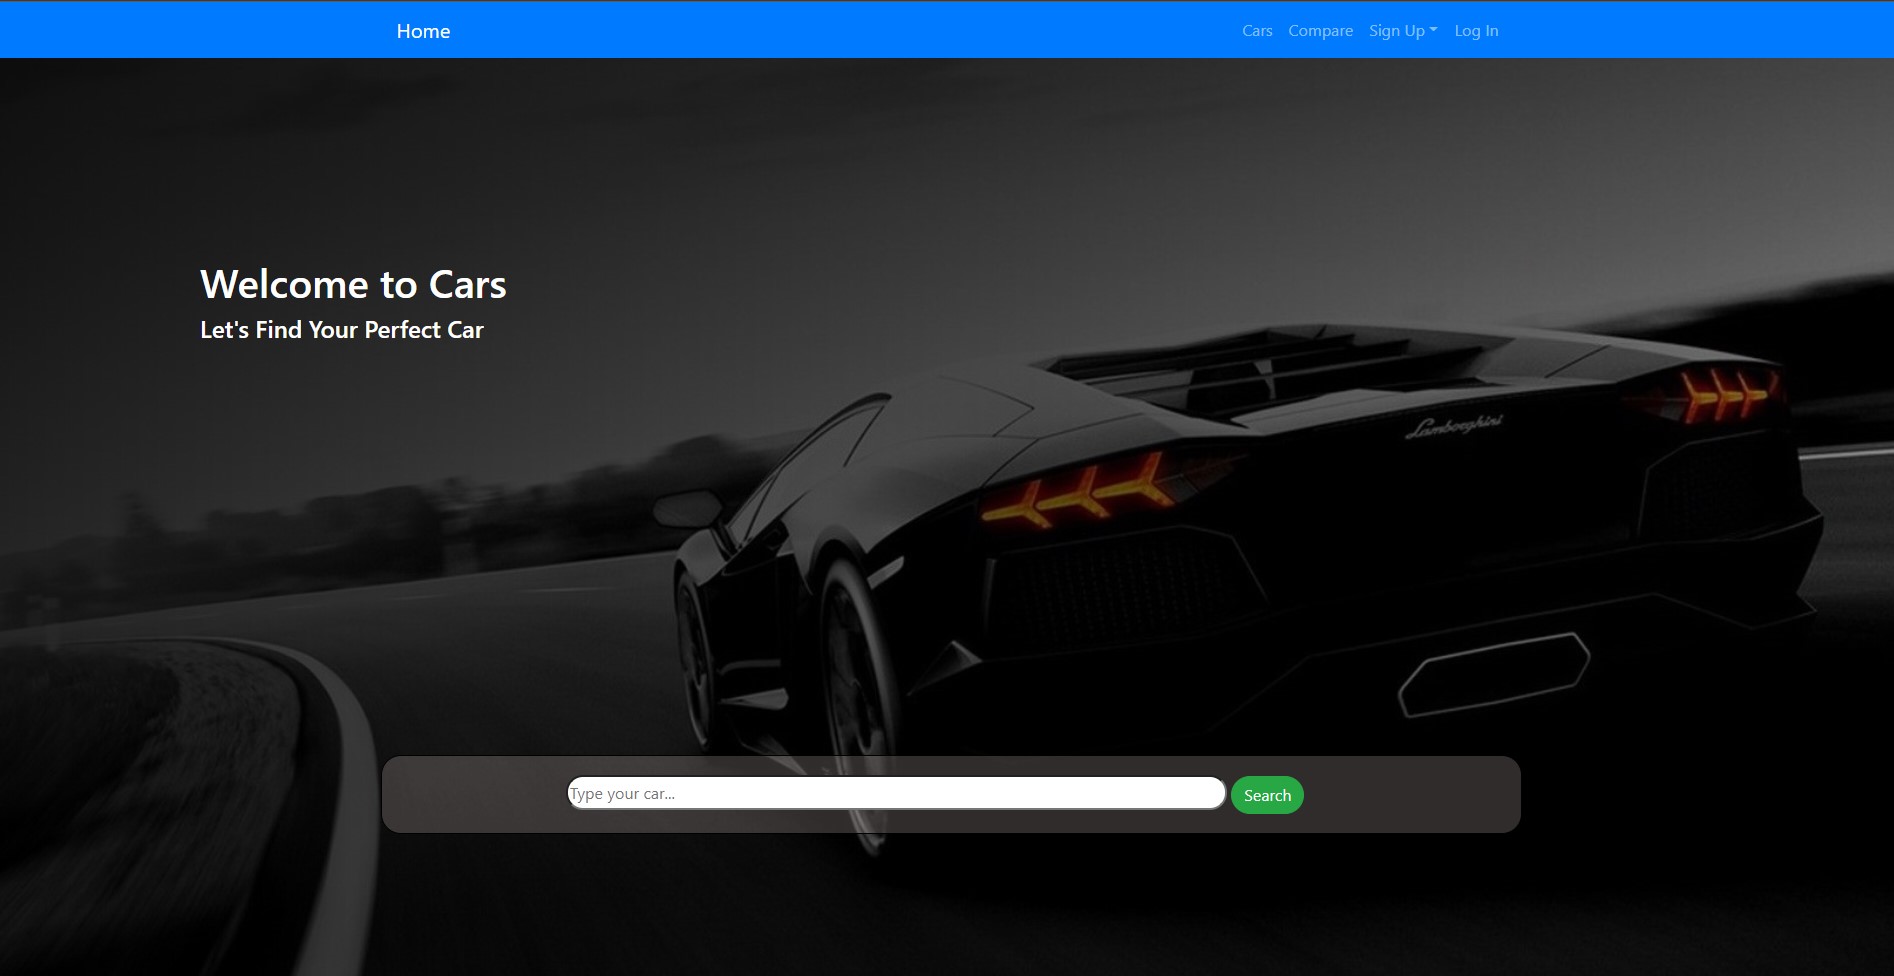 Home
Cars Compare Sign Up Log In
Welcome to Cars
Let's Find Your Perfect Car
Lamborghini
Type your car...
Search